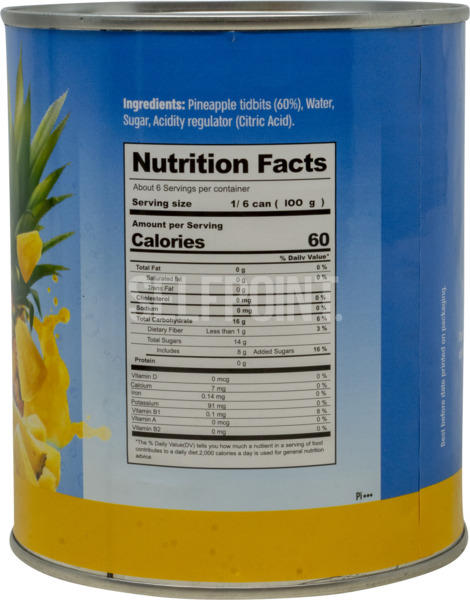 Ingredients: Pineapple tidbits (60%), Water,
Sugar, Acidity regulator (Citric Acid).
Nutrition Facts
About 6 Servings per container
Serving size 1/ 6 can ( 100 g )
Amount per Serving
Calories 60
% Daily Value*
Total Fat 0 g 0 %
Saturated fat 0 g 0 %
Trans Fat 0 g
Cholesterol 0 mg 0 %
Sodium 0 mg 0 %
Total Carbohydrate 16 g 6 %
Dietary Fiber Less than 1 g 3 %
Total Sugars 14 g
Includes 8 g Added Sugars 16 %
Protein 0 g
Vitamin D 0 mcg 0 %
Calcium 7 mg 0 %
Iron 0.14 mg 0 %
Potassium 91 mg 0 %
Vitamin B1 0.1 mg 8 %
Vitamin A 0 mcg 0 %
Vitamin B2 0 mg 0 %
*The % Daily Value(DV) tells you how much a nutrient in a serving of food
contributes to a daily diet.2,000 calories a day is used for general nutrition
advice.
Best before date printed on packaging.
Pi •••